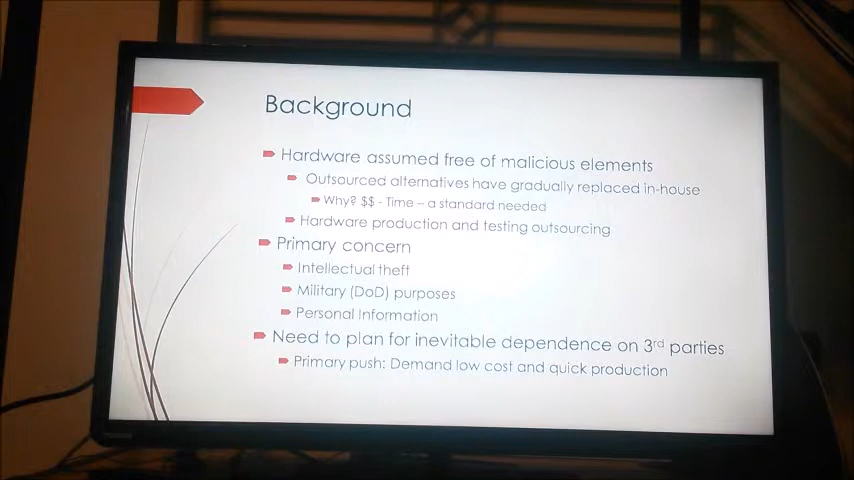 Background
Hardware assumed free of malicious elements
Outsourced alternatives have gradually replaced in-house
Why? $$ - Time – a standard needed
Hardware production and testing outsourcing
Primary concern
Intellectual theft
Military (DoD) purposes
Personal Information
Need to plan for inevitable dependence on 3rd parties
Primary push: Demand low cost and quick production